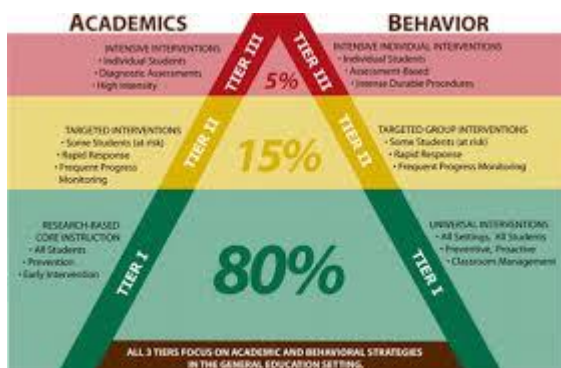 ACADEMICS
BEHAVIOR
INTENSIVE INTERVENTIONS
• Individual Students
• Diagnostic Assessments
• High Intensity
TIER III
5%
TIER III
INTENSIVE INDIVIDUAL INTERVENTIONS
• Individual Students
• Assessment-Based
• Intense Durable Procedures
TARGETED INTERVENTIONS
• Some Students (at risk)
• Rapid Response
• Frequent Progress
Monitoring
TIER II
15%
TIER II
TARGETED GROUP INTERVENTIONS
• Some Students (at risk)
• Rapid Response
• Frequent Progress Monitoring
RESEARCH-BASED
CORE INSTRUCTION
• All Students
• Prevention
• Early Intervention
TIER I
80%
TIER I
UNIVERSAL INTERVENTIONS
• All Settings, All Students
• Preventive, Proactive
• Classroom Management
ALL 3 TIERS FOCUS ON ACADEMIC AND BEHAVIORAL STRATEGIES
IN THE GENERAL EDUCATION SETTING.